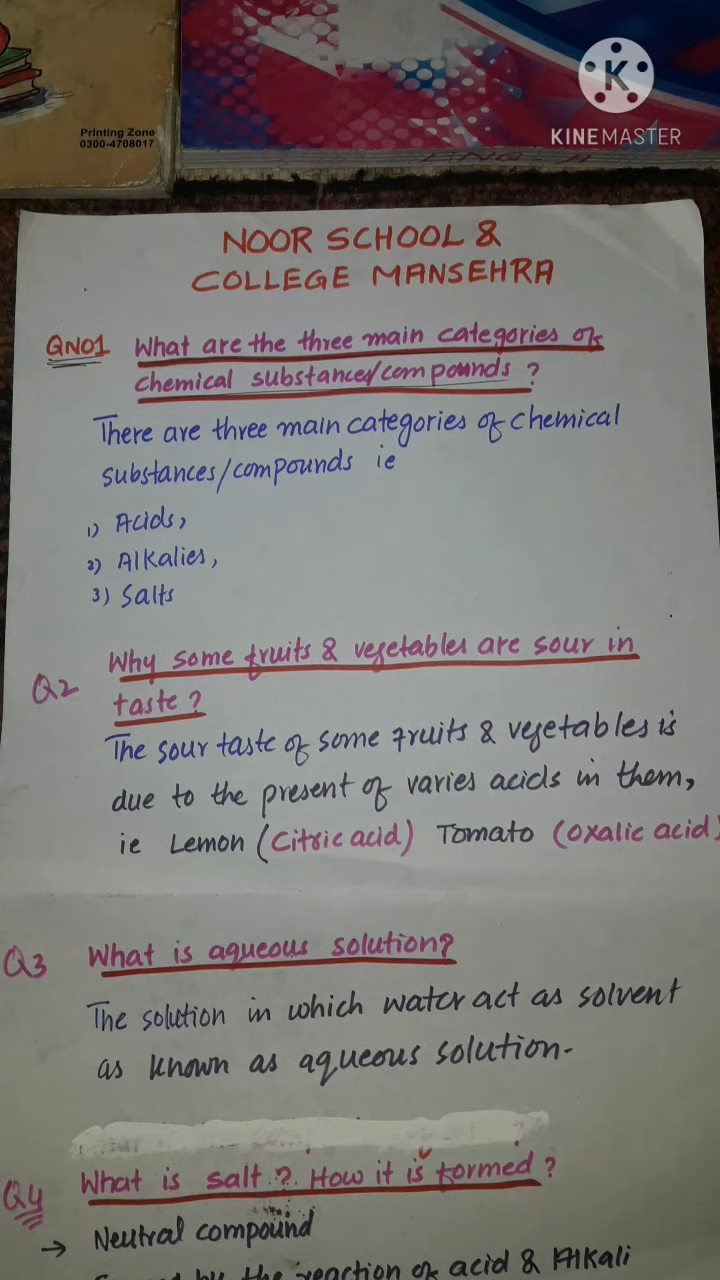 Printing Zone
0300-4708017
K
KINEMASTER
NOOR SCHOOL &
COLLEGE MANSEHRA
QNO1 What are the three main categories of
chemical substances/compounds ?
There are three main categories of chemical
substances/compounds ie
1) Acids,
2) Alkalies,
3) Salts
Q2 Why some fruits & vegetables are sour in
taste ?
The sour taste of some fruits & vegetables is
due to the present of varies acids in them,
ie Lemon (Citric acid) Tomato (Oxalic acid)
Q3 What is aqueous solution?
The solution in which water act as solvent
as known as aqueous solution.
Q4 What is salt ? How it is formed ?
→ Neutral compound
by the reaction of acid & Alkali